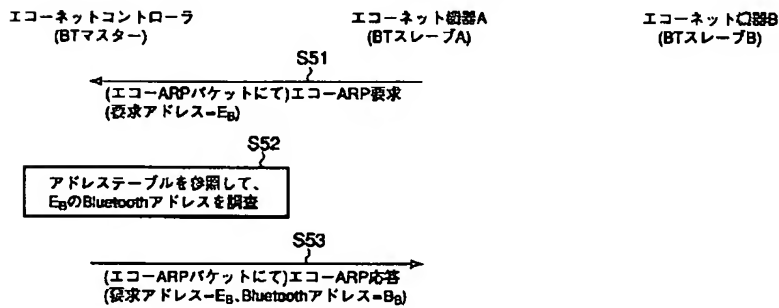 エコーネットコントローラ
(BTマスター)
エコーネット機器A
(BTスレーブA)
エコーネット機器B
(BTスレーブB)
S51
(エコーARPパケットにて)エコーARP要求
(要求アドレス=EB)
S52
アドレステーブルを参照して、
EBのBluetoothアドレスを調査
S53
(エコーARPパケットにて)エコーARP応答
(要求アドレス=EB、Bluetoothアドレス=BB)